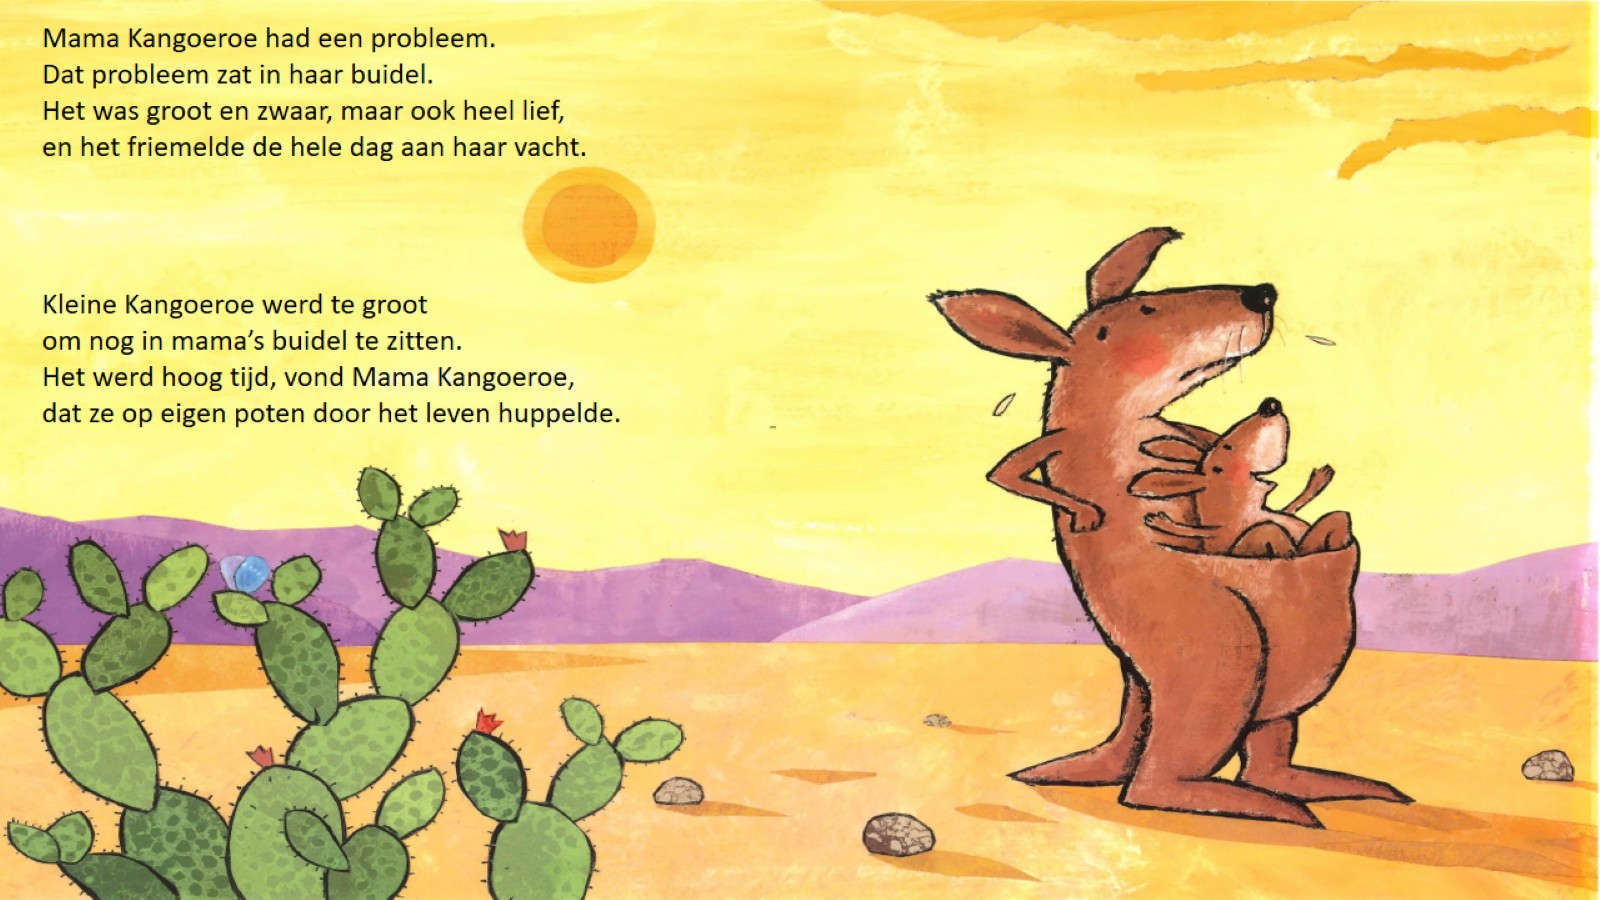 Mama Kangoeroe had een probleem.
Dat probleem zat in haar buidel.
Het was groot en zwaar, maar ook heel lief,
en het friemelde de hele dag aan haar vacht.
Kleine Kangoeroe werd te groot
om nog in mama’s buidel te zitten.
Het werd hoog tijd, vond Mama Kangoeroe,
dat ze op eigen poten door het leven huppelde.